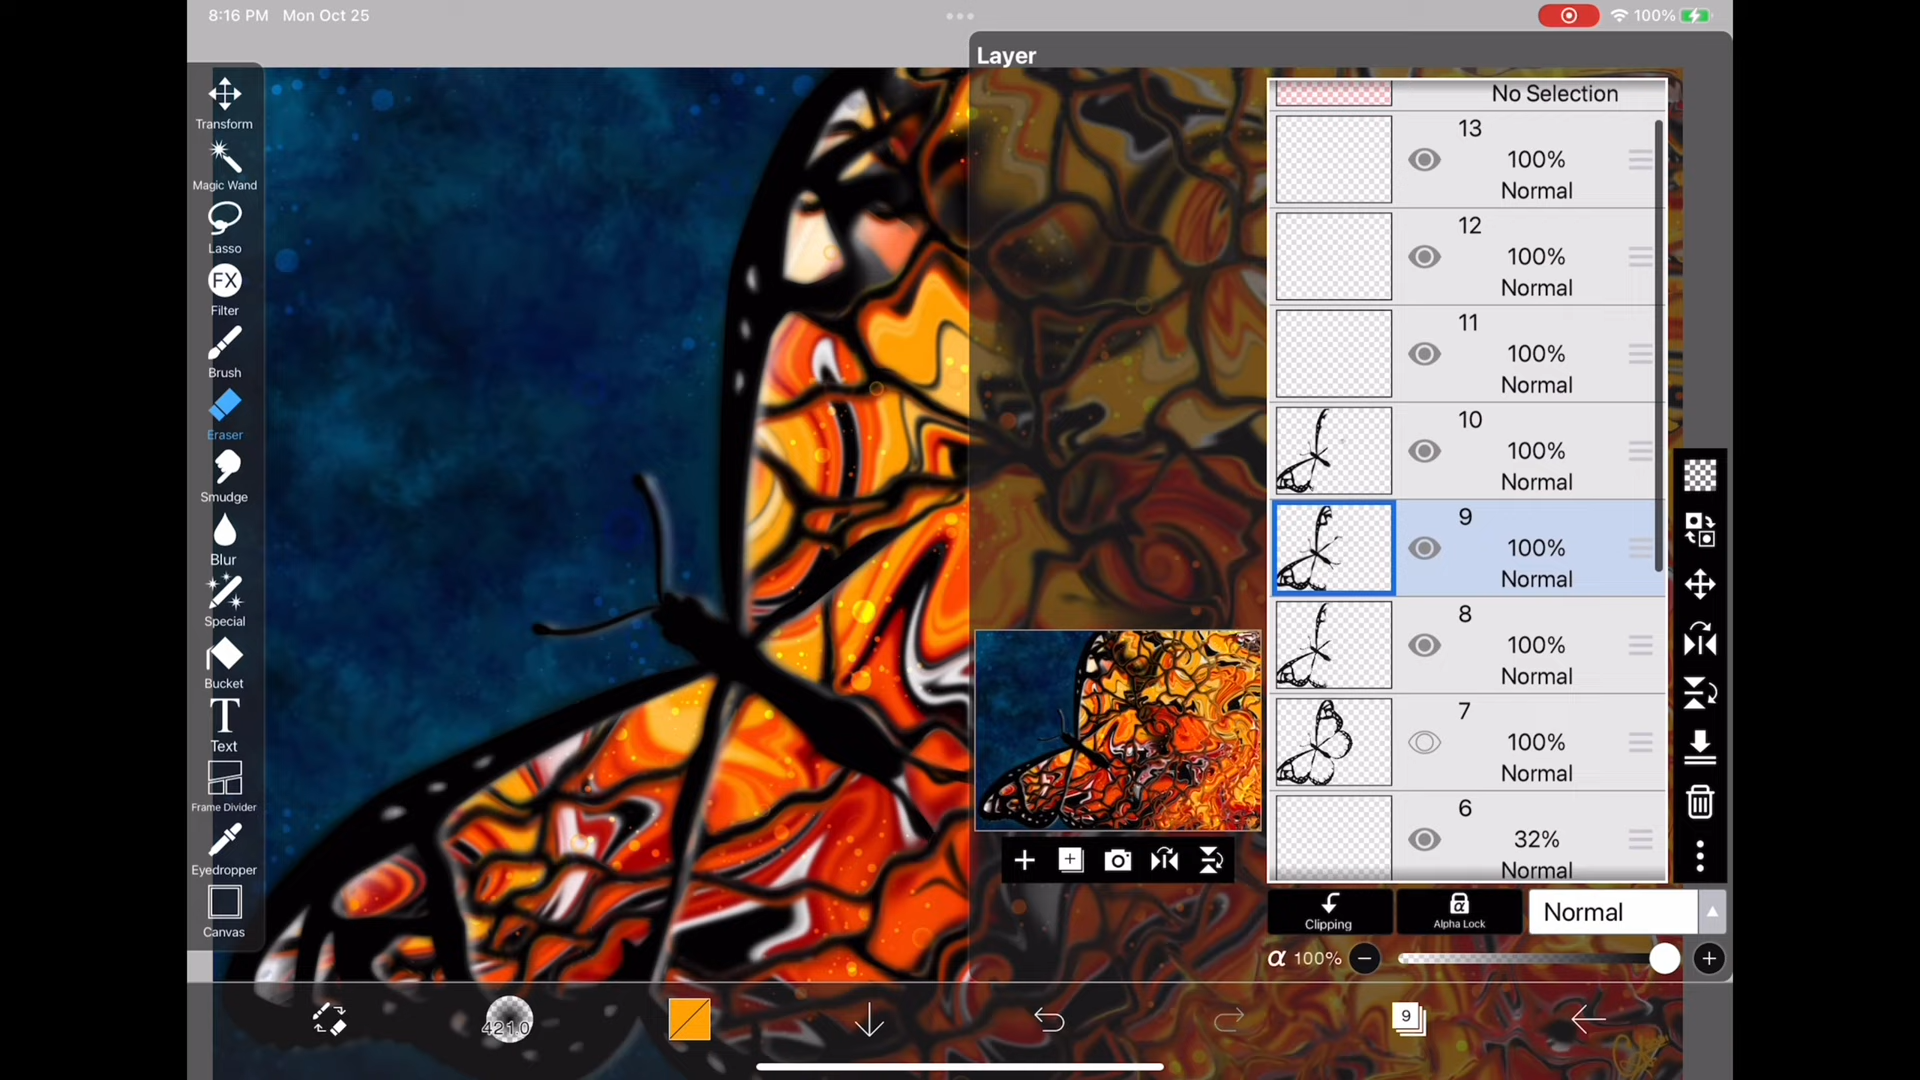 8:16 PM Mon Oct 25
100%
Layer
Transform
Magic Wand
Lasso
FX
Filter
Brush
Eraser
Smudge
Blur
Special
Bucket
T
Text
Frame Divider
Eyedropper
Canvas
No Selection
13
100%
Normal
12
100%
Normal
11
100%
Normal
10
100%
Normal
9
100%
Normal
8
100%
Normal
7
100%
Normal
6
32%
Normal
Clipping
α
Alpha Lock
Normal
α 100%
421.0
9